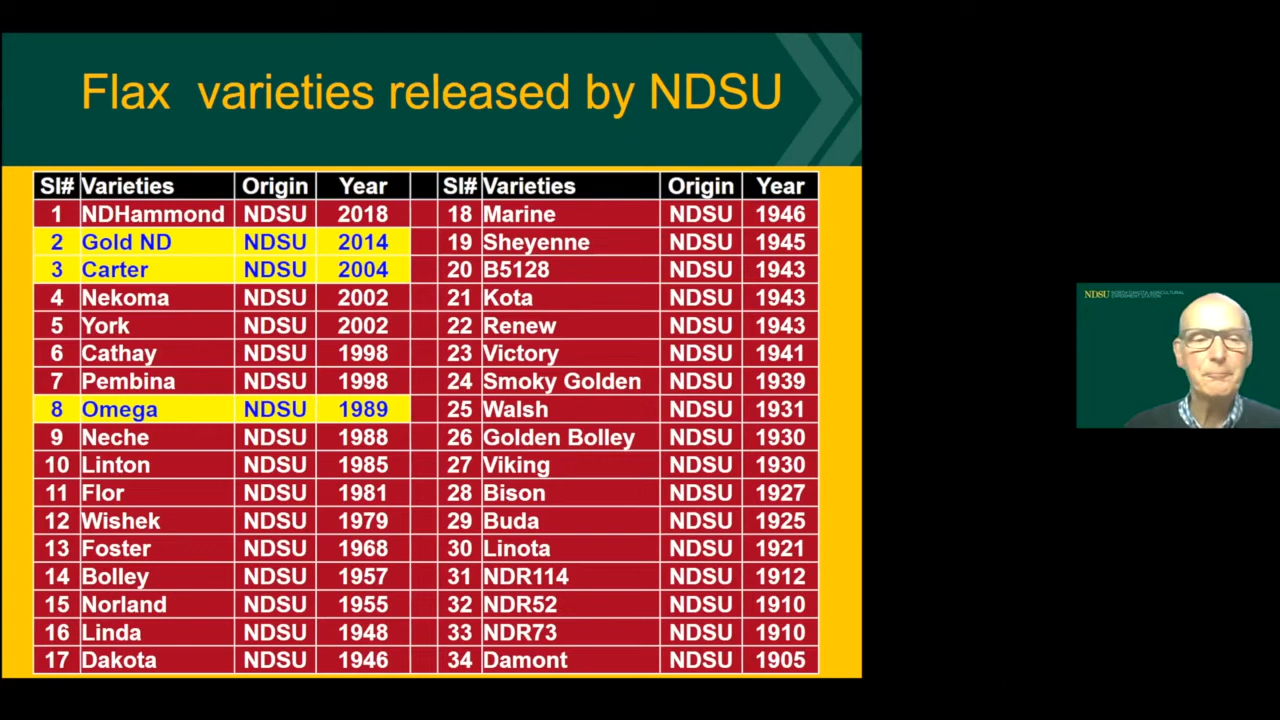 Flax varieties released by NDSU
Sl# Varieties Origin Year Sl# Varieties Origin Year
1 NDHammond NDSU 2018 18 Marine NDSU 1946
2 Gold ND NDSU 2014 19 Sheyenne NDSU 1945
3 Carter NDSU 2004 20 B5128 NDSU 1943
4 Nekoma NDSU 2002 21 Kota NDSU 1943
5 York NDSU 2002 22 Renew NDSU 1943
6 Cathay NDSU 1998 23 Victory NDSU 1941
7 Pembina NDSU 1998 24 Smoky Golden NDSU 1939
8 Omega NDSU 1989 25 Walsh NDSU 1931
9 Neche NDSU 1988 26 Golden Bolley NDSU 1930
10 Linton NDSU 1985 27 Viking NDSU 1930
11 Flor NDSU 1981 28 Bison NDSU 1927
12 Wishek NDSU 1979 29 Buda NDSU 1925
13 Foster NDSU 1968 30 Linota NDSU 1921
14 Bolley NDSU 1957 31 NDR114 NDSU 1912
15 Norland NDSU 1955 32 NDR52 NDSU 1910
16 Linda NDSU 1948 33 NDR73 NDSU 1910
17 Dakota NDSU 1946 34 Damont NDSU 1905
NDSU NORTH DAKOTA AGRICULTURAL
EXPERIMENT STATION